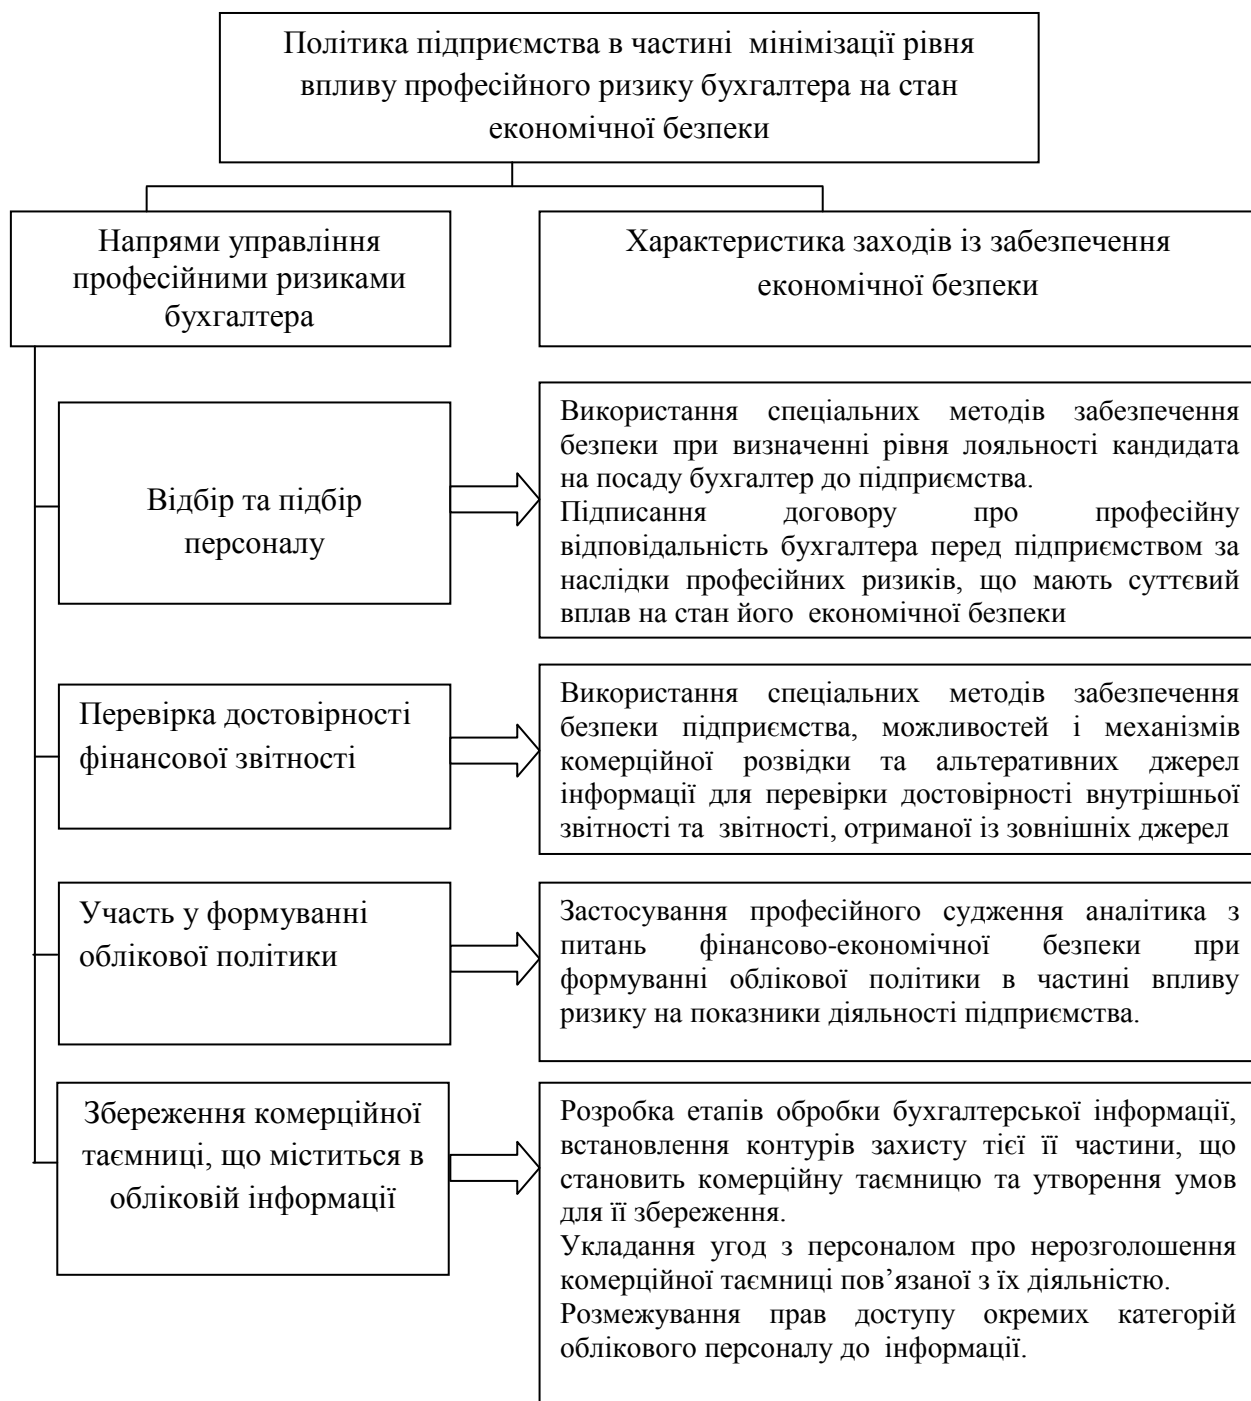 Політика підприємства в частині мінімізації рівня
впливу професійного ризику бухгалтера на стан
економічної безпеки
Напрями управління
професійними ризиками
бухгалтера
Характеристика заходів із забезпечення
економічної безпеки
Відбір та підбір
персоналу
Використання спеціальних методів забезпечення
безпеки при визначенні рівня лояльності кандидата
на посаду бухгалтер до підприємства.
Підписання договору про професійну
відповідальність бухгалтера перед підприємством за
наслідки професійних ризиків, що мають суттєвий
вплав на стан його економічної безпеки
Перевірка достовірності
фінансової звітності
Використання спеціальних методів забезпечення
безпеки підприємства, можливостей і механізмів
комерційної розвідки та альтеративних джерел
інформації для перевірки достовірності внутрішньої
звітності та звітності, отриманої із зовнішніх джерел
Участь у формуванні
облікової політики
Застосування професійного судження аналітика з
питань фінансово-економічної безпеки при
формуванні облікової політики в частині впливу
ризику на показники діяльності підприємства.
Збереження комерційної
таємниці, що міститься в
обліковій інформації
Розробка етапів обробки бухгалтерської інформації,
встановлення контурів захисту тієї її частини, що
становить комерційну таємницю та утворення умов
для її збереження.
Укладання угод з персоналом про нерозголошення
комерційної таємниці пов’язаної з їх діяльністю.
Розмежування прав доступу окремих категорій
облікового персоналу до інформації.